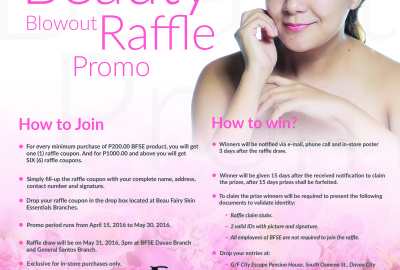 Beauty
Blowout Raffle
Promo
How to Join
For every minimum purchase of P200.00 BFSE product, you will get
one (1) raffle coupon. And for P1000.00 and above you will get
SIX (6) raffle coupons.
Simply fill-up the raffle coupon with your complete name, address,
contact number and signature.
Drop your raffle coupon in the drop box located at Beau Fairy Skin
Essentials Branches.
Promo period runs from April 15, 2016 to May 30, 2016.
Raffle draw will be on May 31, 2016, 3pm at BFSE Davao Branch
and General Santos Branch.
Exclusive for in-store purchases only.
How to win?
Winners will be notified via e-mail, phone call and in-store poster
3 days after the raffle draw.
Winner will be given 15 days after the received notification to claim
the prizes, after 15 days prizes shall be forfeited.
To claim the prize winners will be required to present the following
documents to validate identity:
- Raffle claim stubs.
- 2 valid IDs with picture and signature.
- All employees of BFSE are not required to join the raffle.
Drop your entries at:
- G/F City Escape Pension House, South Osmena St., Davao City